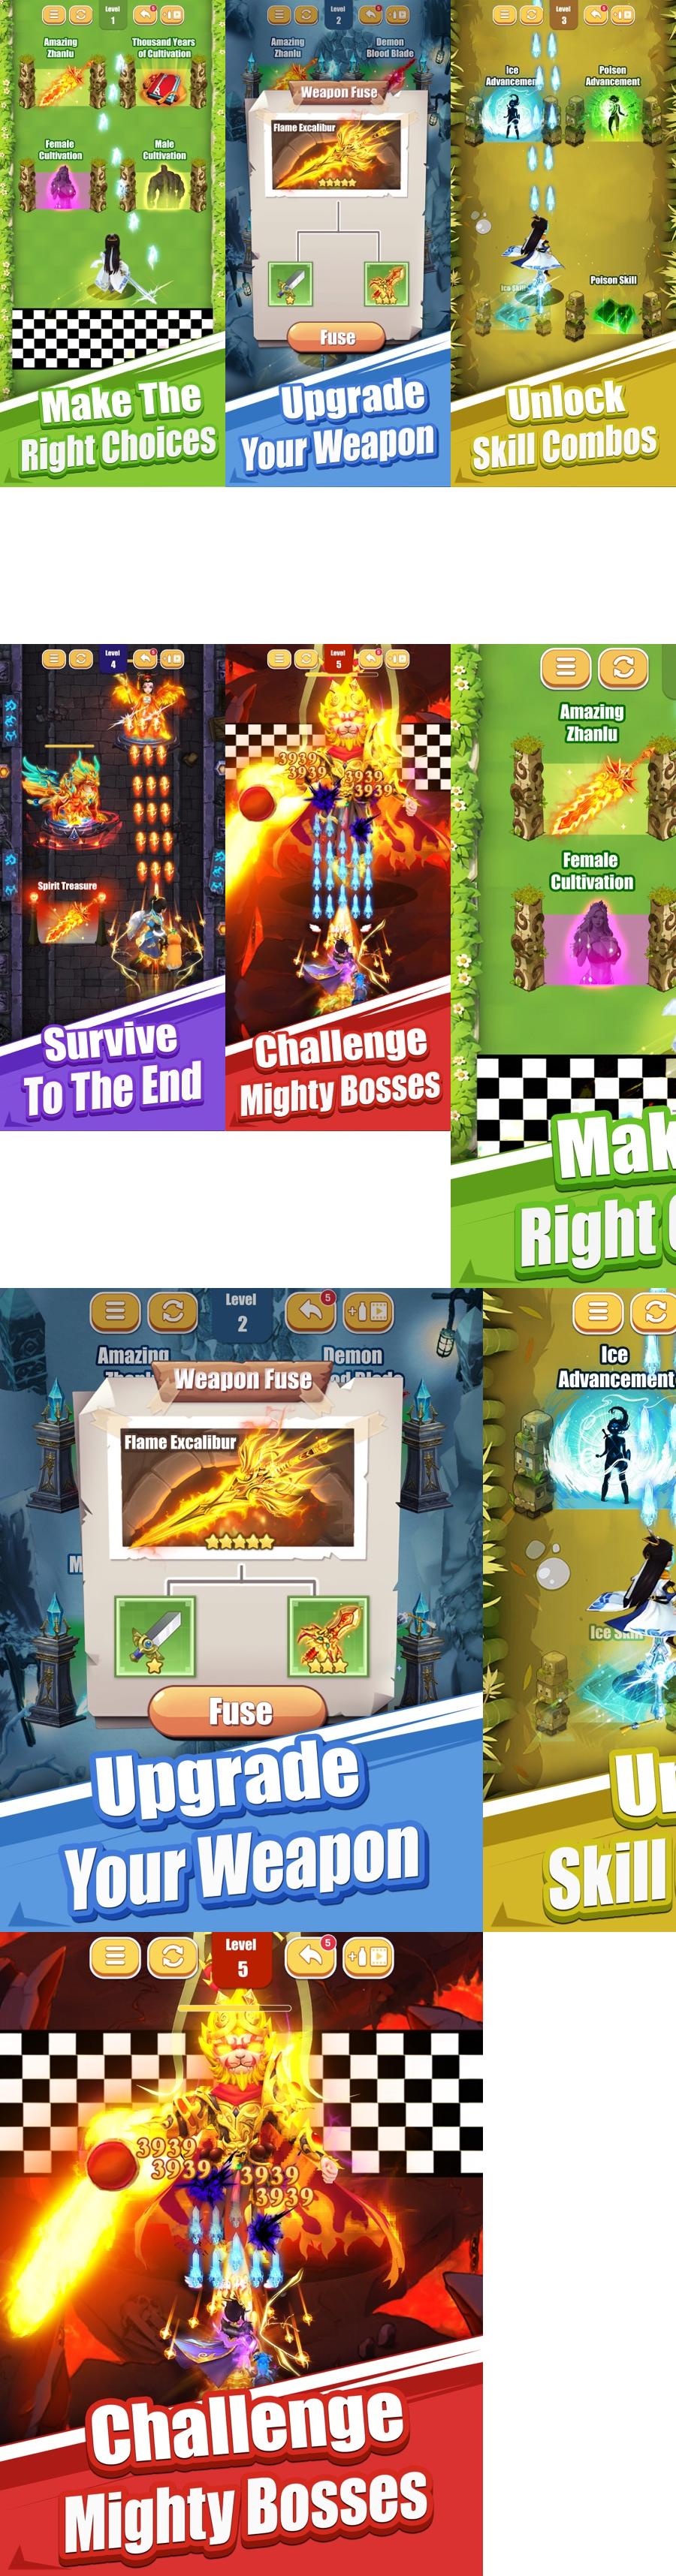 Level
1
Amazing
Zhanlu
Thousand Years
of Cultivation
Female
Cultivation
Male
Cultivation
Make The
Right Choices
Level
2
Amazing
Zhanlu
Demon
Blood Blade
Weapon Fuse
Flame Excalibur
Fuse
Upgrade
Your Weapon
Level
3
Ice
Advancement
Poison
Advancement
Ice Skill
Poison Skill
Unlock
Skill Combos
Level
4
Spirit Treasure
Survive
To The End
Level
5
3939
3939
3939
3939
Challenge
Mighty Bosses
Amazing
Zhanlu
Female
Cultivation
Mak
Right
Level
2
5
Amazing
Zhanlu
Demon
Blood Blade
Weapon Fuse
Flame Excalibur
M
Fuse
Upgrade
Your Weapon
Ice
Advancement
Ice Skill
Un
Skill
Level
5
5
3939
3939
3939
3939
Challenge
Mighty Bosses